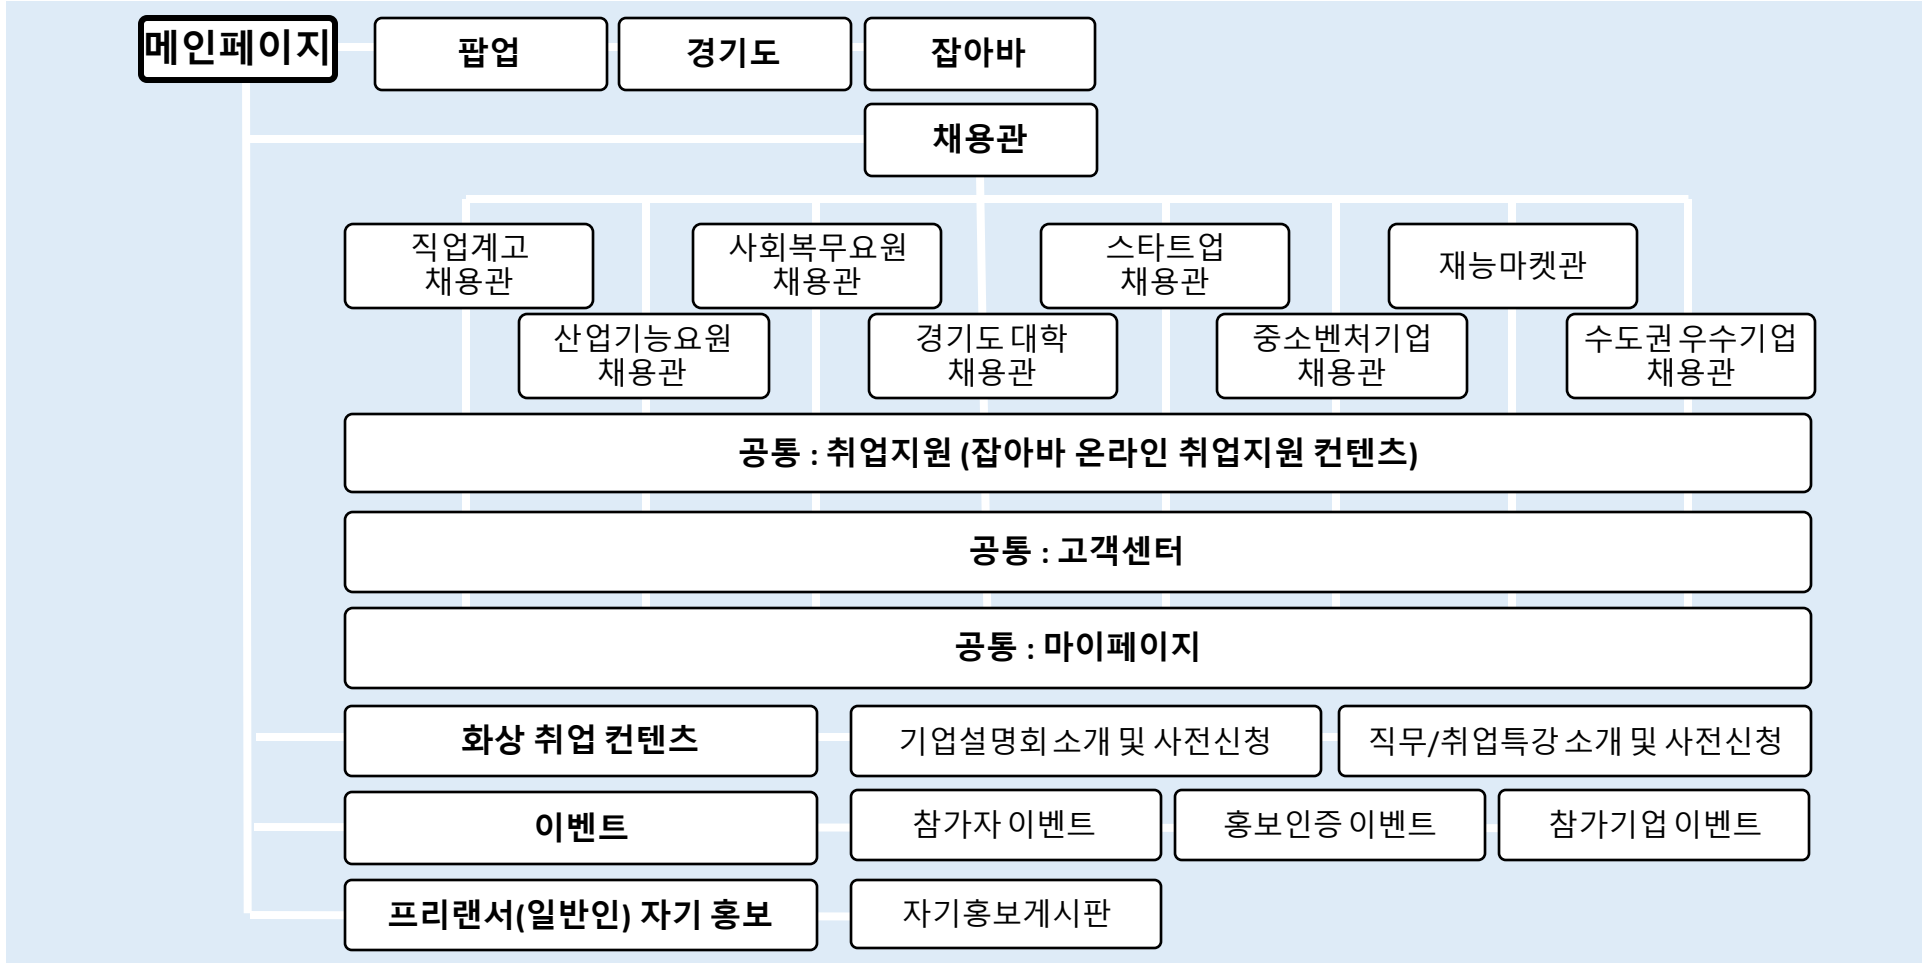 메인페이지
팝업
경기도
잡아바
채용관
직업계고
채용관
사회복무요원
채용관
스타트업
채용관
재능마켓관
산업기능요원
채용관
경기도 대학
채용관
중소벤처기업
채용관
수도권 우수기업
채용관
공통 : 취업지원 (잡아바 온라인 취업지원 컨텐츠)
공통 : 고객센터
공통 : 마이페이지
화상 취업 컨텐츠
기업설명회 소개 및 사전신청
직무/취업특강 소개 및 사전신청
이벤트
참가자 이벤트
홍보인증 이벤트
참가기업 이벤트
프리랜서(일반인) 자기 홍보
자기홍보게시판